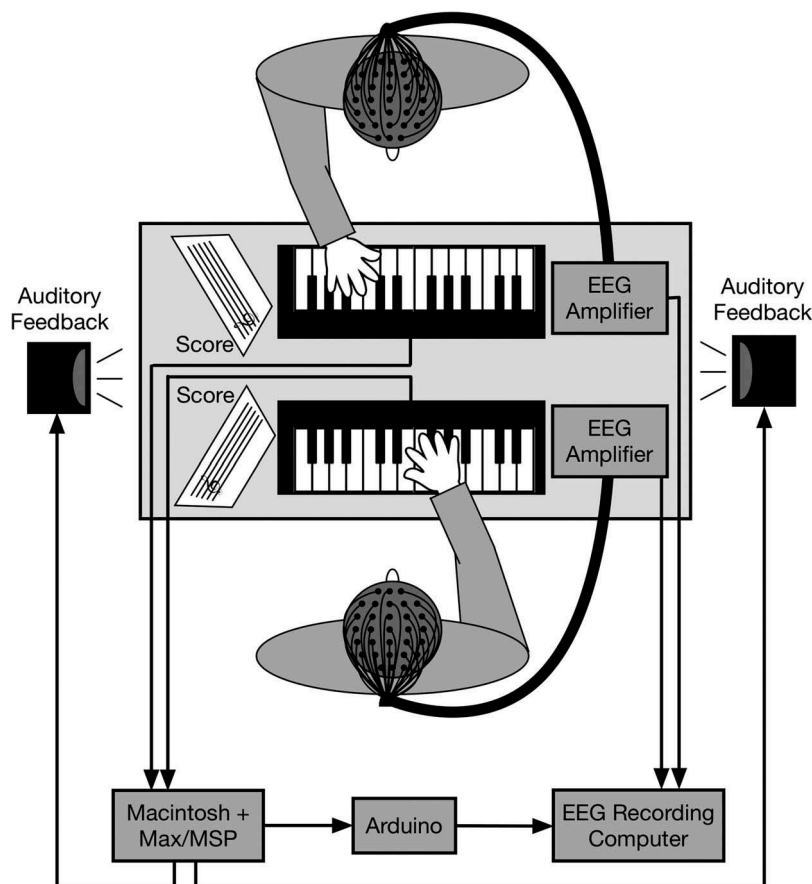 EEG
Amplifier
Auditory
Feedback
Auditory
Feedback
Score
Score
EEG
Amplifier
Macintosh +
Max/MSP
Arduino
EEG Recording
Computer